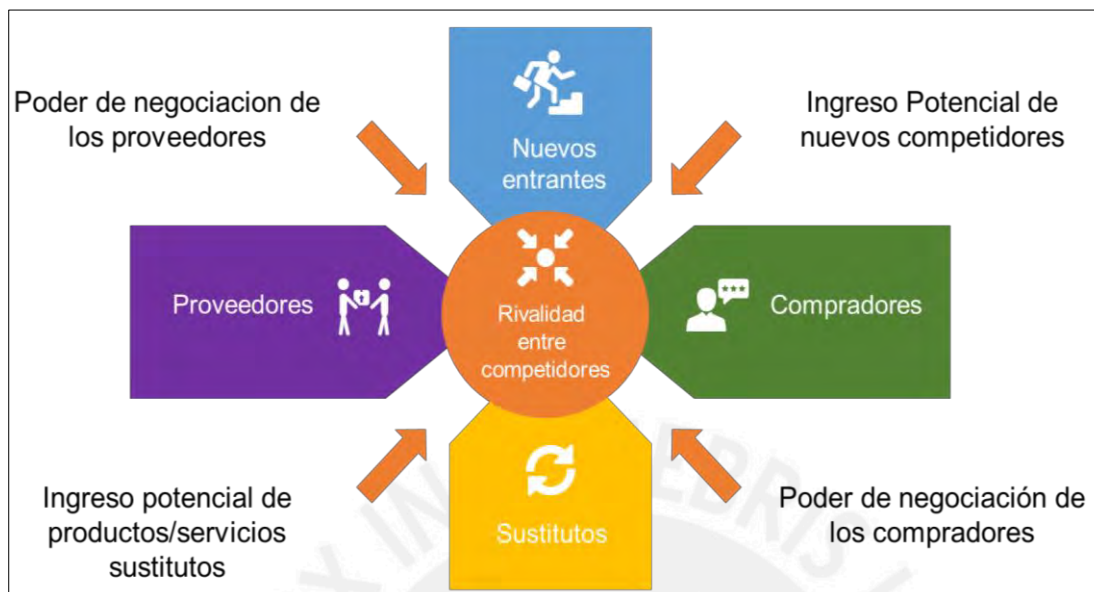 Poder de negociacion de
los proveedores
Nuevos
entrantes
Ingreso Potencial de
nuevos competidores
Proveedores
Rivalidad
entre
competidores
Compradores
Ingreso potencial de
productos/servicios
sustitutos
Sustitutos
Poder de negociación de
los compradores